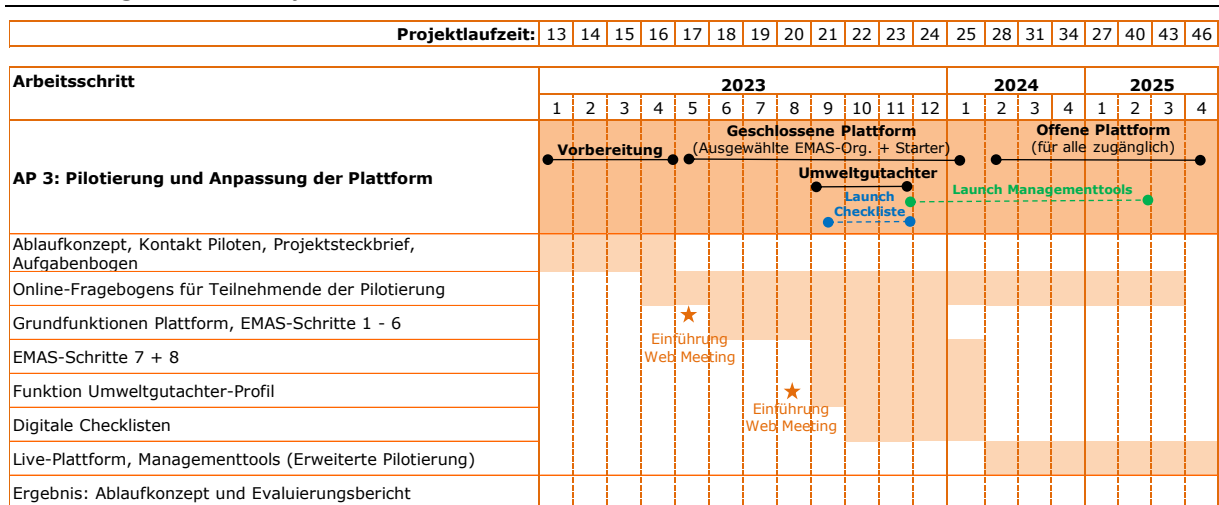 Projektlaufzeit: 13 14 15 16 17 18 19 20 21 22 23 24 25 28 31 34 27 40 43 46
Arbeitsschritt 2023 2024 2025
1 2 3 4 5 6 7 8 9 10 11 12 1 2 3 4 1 2 3 4
AP 3: Pilotierung und Anpassung der Plattform
Vorbereitung
Geschlossene Plattform
(Ausgewählte EMAS-Org. + Starter)
Offene Plattform
(für alle zugänglich)
Umweltgutachter
Launch
Checkliste
Launch Managementtools
Ablaufkonzept, Kontakt Piloten, Projektsteckbrief,
Aufgabenbogen
Online-Fragebogens für Teilnehmende der Pilotierung
Grundfunktionen Plattform, EMAS-Schritte 1 - 6
Einführung
Web Meeting
EMAS-Schritte 7 + 8
Funktion Umweltgutachter-Profil
Einführung
Web Meeting
Digitale Checklisten
Live-Plattform, Managementtools (Erweiterte Pilotierung)
Ergebnis: Ablaufkonzept und Evaluierungsbericht